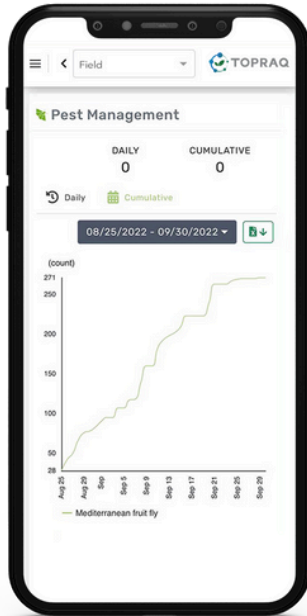 Field
TOPRAQ
Pest Management
DAILY
CUMULATIVE
0
0
Daily
Cumulative
08/25/2022 - 09/30/2022
(count)
271
250
200
150
100
50
28
Aug 25
Aug 29
Sep
Sep 5
Sep 9
Sep 13
Sep 17
Sep 21
Sep 25
Sep 29
Mediterranean fruit fly